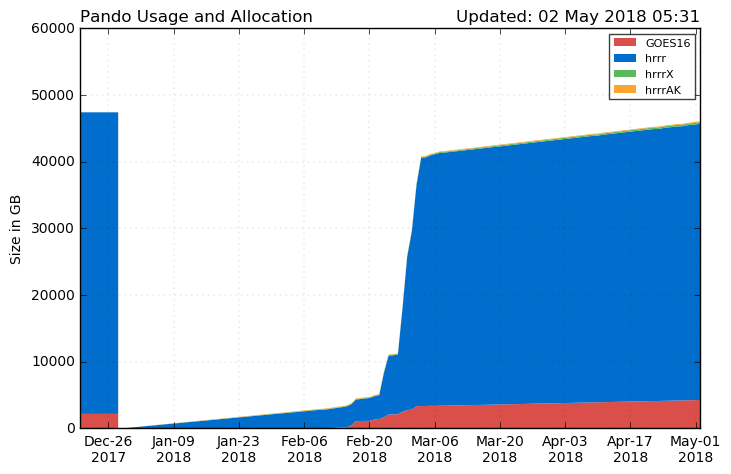 Pando Usage and Allocation Updated: 02 May 2018 05:31
GOES16
hrrr
hrrrX
hrrrAK
Size in GB
60000
50000
40000
30000
20000
10000
0
Dec-26 Jan-09 Jan-23 Feb-06 Feb-20 Mar-06 Mar-20 Apr-03 Apr-17 May-01
2017 2018 2018 2018 2018 2018 2018 2018 2018 2018